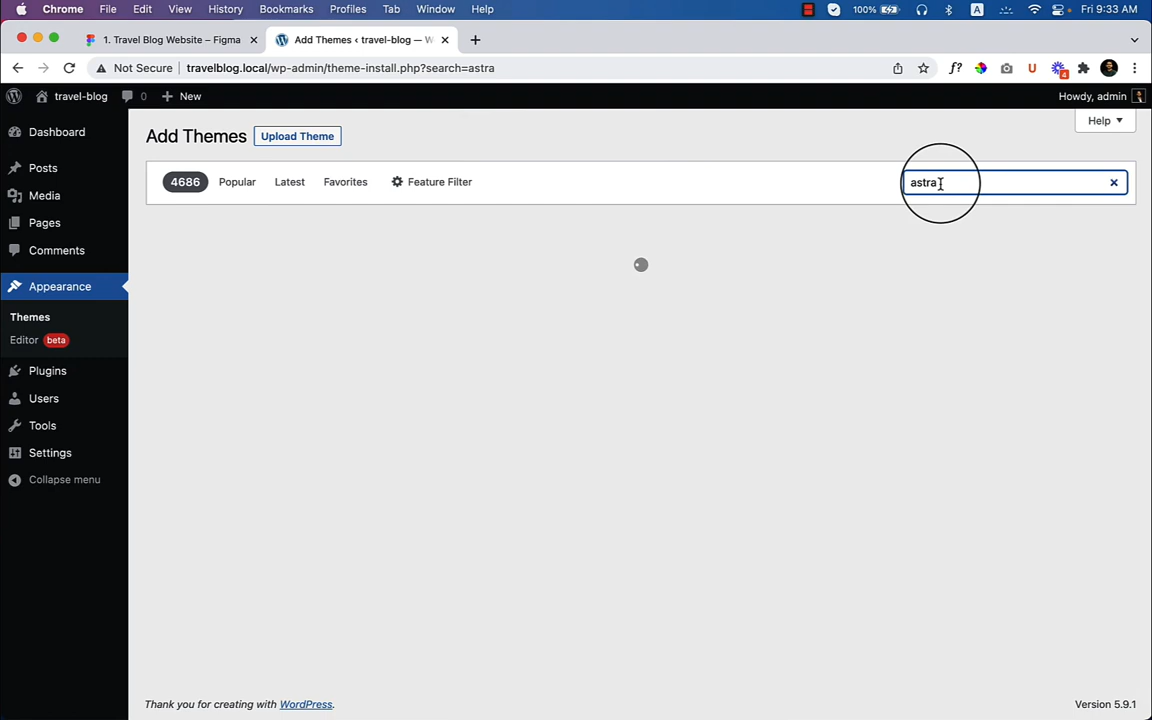 Chrome File Edit View History Bookmarks Profiles Tab Window Help 100% A Fri 9:33 AM
1. Travel Blog Website – Figma Add Themes ‹ travel-blog — W
Not Secure travelblog.local/wp-admin/theme-install.php?search=astra f? U 4
travel-blog 0 New Howdy, admin
Help
Add Themes Upload Theme
4686 Popular Latest Favorites Feature Filter astra
Dashboard
Posts
Media
Pages
Comments
Appearance
Themes
Editor beta
Plugins
Users
Tools
Settings
Collapse menu
Thank you for creating with WordPress. Version 5.9.1